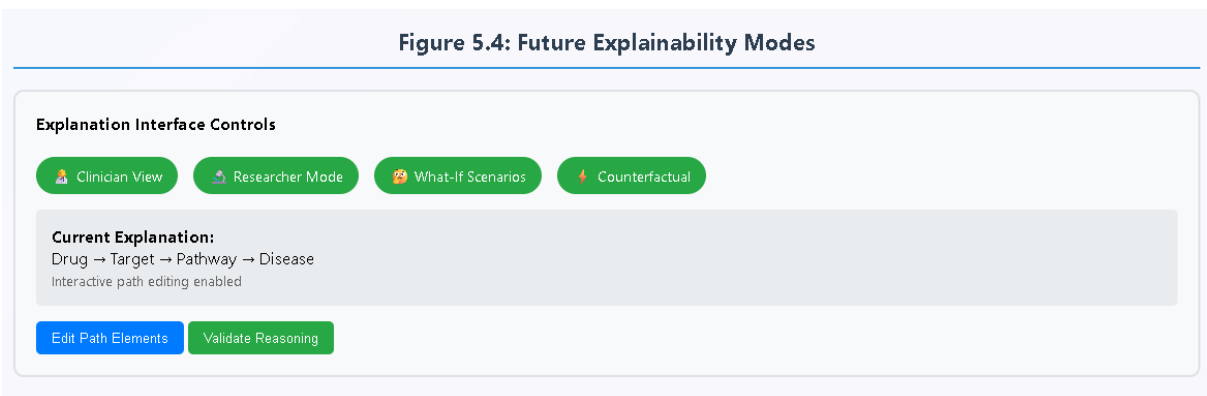 Figure 5.4: Future Explainability Modes
Explanation Interface Controls
Clinician View
Researcher Mode
What-If Scenarios
Counterfactual
Current Explanation:
Drug → Target → Pathway → Disease
Interactive path editing enabled
Edit Path Elements
Validate Reasoning